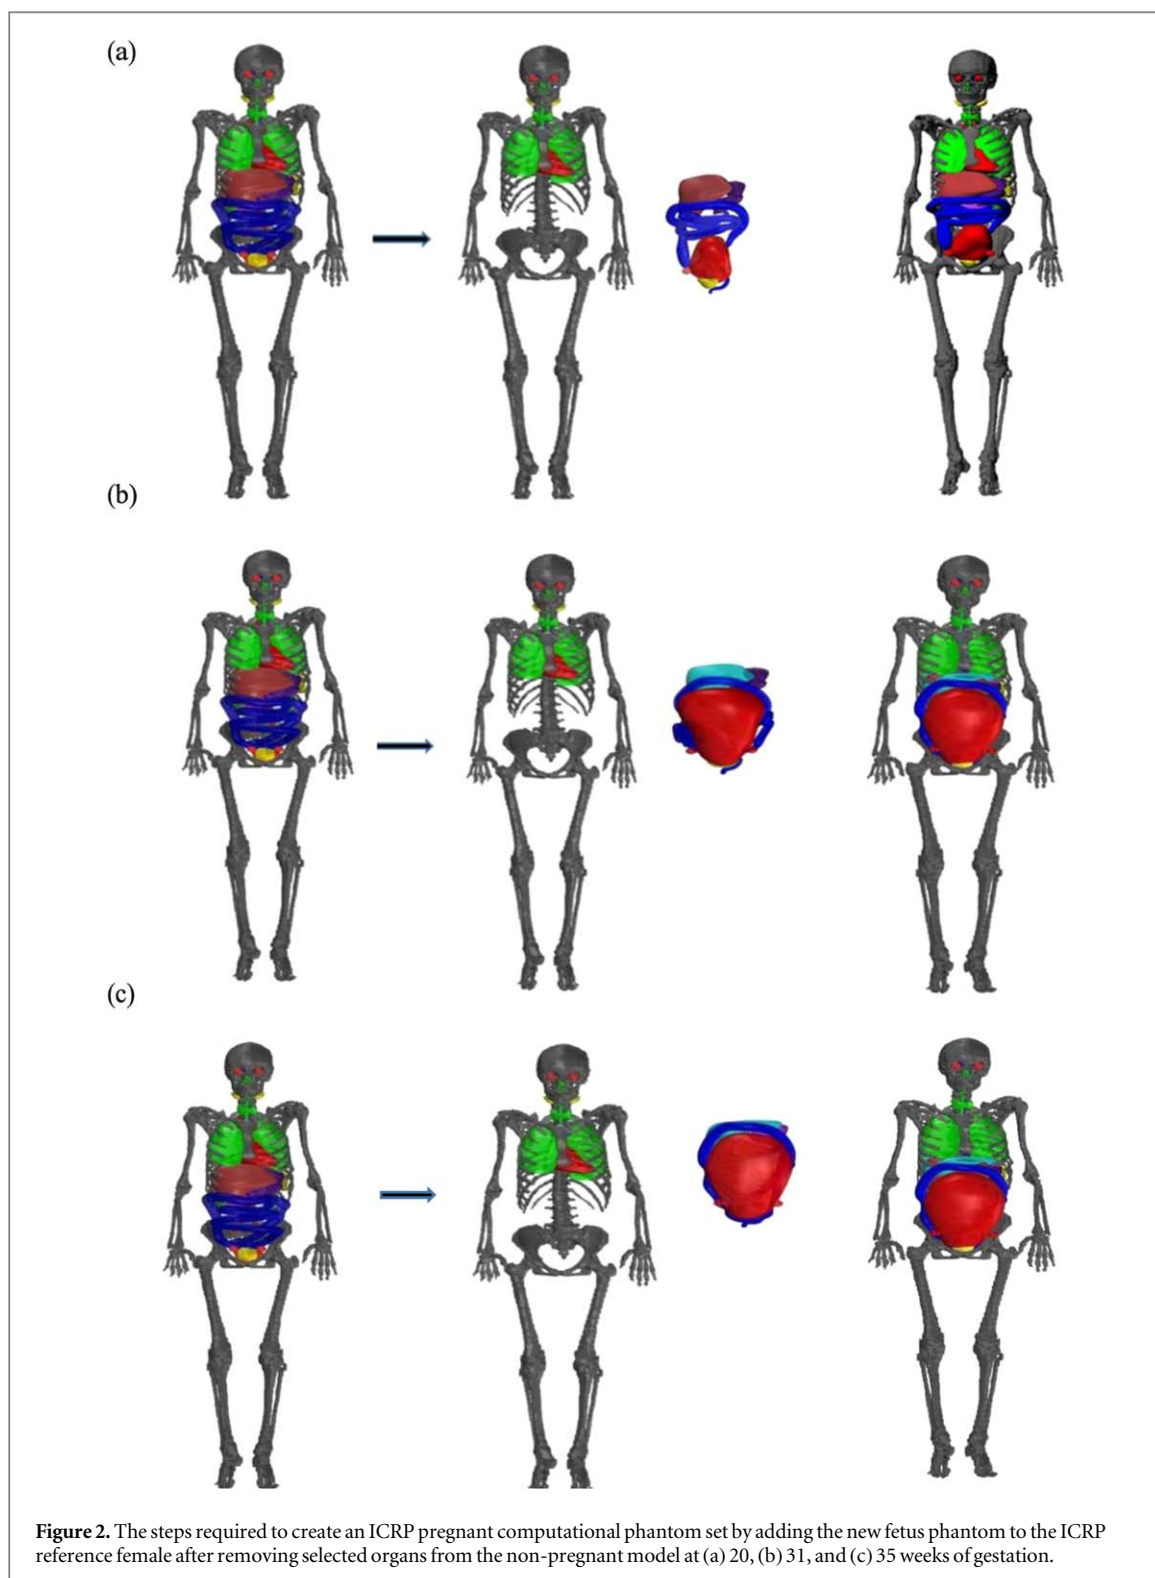 (a)
(b)
(c)
Figure 2. The steps required to create an ICRP pregnant computational phantom set by adding the new fetus phantom to the ICRP
reference female after removing selected organs from the non-pregnant model at (a) 20, (b) 31, and (c) 35 weeks of gestation.